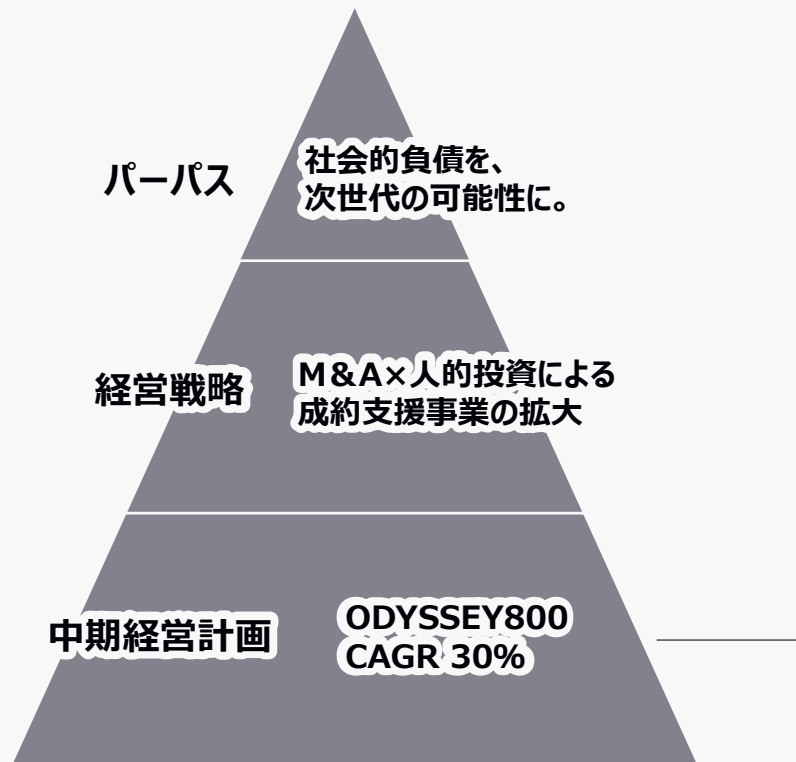 パーパス
社会的負債を、
次世代の可能性に。
経営戦略
M&A×人的投資による
成約支援事業の拡大
中期経営計画
ODYSSEY800
CAGR 30%